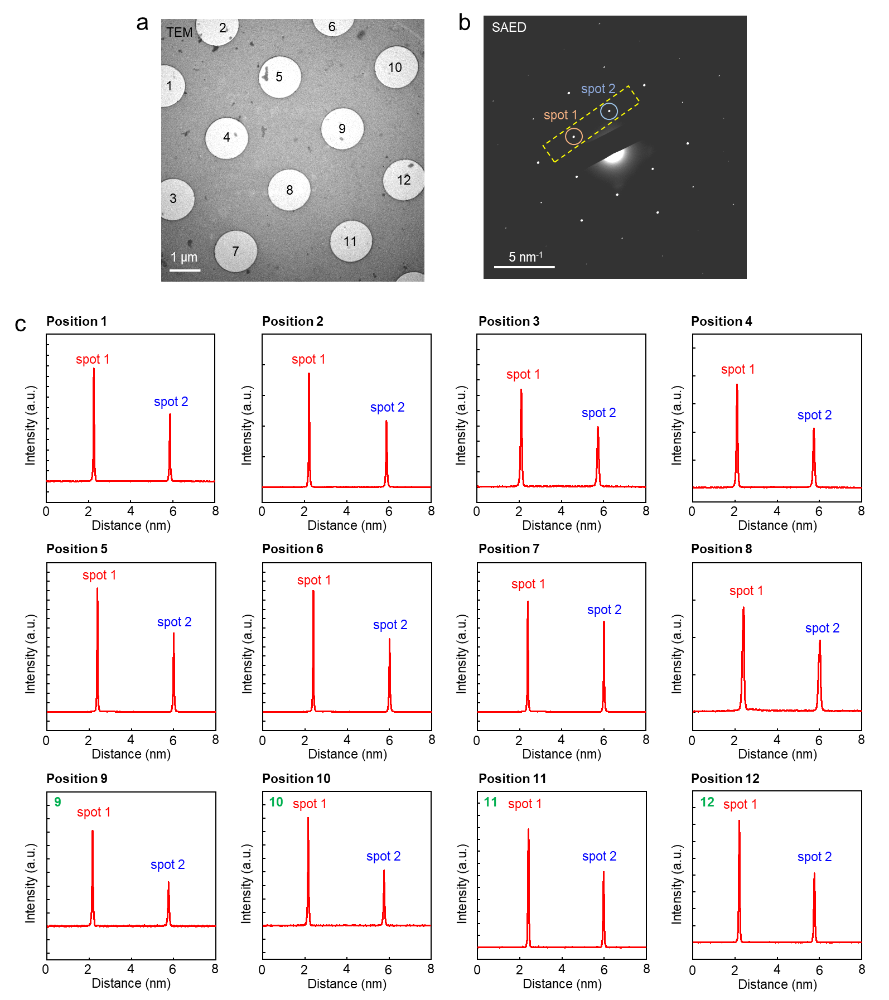 a
b
TEM
2
6
1
5
10
4
9
3
8
12
7
11
1 μm
SAED
spot 2
spot 1
5 nm-1
c
Position 1
Position 2
Position 3
Position 4
spot 1
spot 2
Intensity (a.u.)
0 2 4 6 8
Distance (nm)
spot 1
spot 2
Intensity (a.u.)
0 2 4 6 8
Distance (nm)
spot 1
spot 2
Intensity (a.u.)
0 2 4 6 8
Distance (nm)
spot 1
spot 2
Intensity (a.u.)
0 2 4 6 8
Distance (nm)
Position 5
Position 6
Position 7
Position 8
spot 1
spot 2
Intensity (a.u.)
0 2 4 6 8
Distance (nm)
spot 1
spot 2
Intensity (a.u.)
0 2 4 6 8
Distance (nm)
spot 1
spot 2
Intensity (a.u.)
0 2 4 6 8
Distance (nm)
spot 1
spot 2
Intensity (a.u.)
0 2 4 6 8
Distance (nm)
Position 9
Position 10
Position 11
Position 12
9
spot 1
spot 2
Intensity (a.u.)
0 2 4 6 8
Distance (nm)
10 spot 1
spot 2
Intensity (a.u.)
0 2 4 6 8
Distance (nm)
11 spot 1
spot 2
Intensity (a.u.)
0 2 4 6 8
Distance (nm)
12 spot 1
spot 2
Intensity (a.u.)
0 2 4 6 8
Distance (nm)